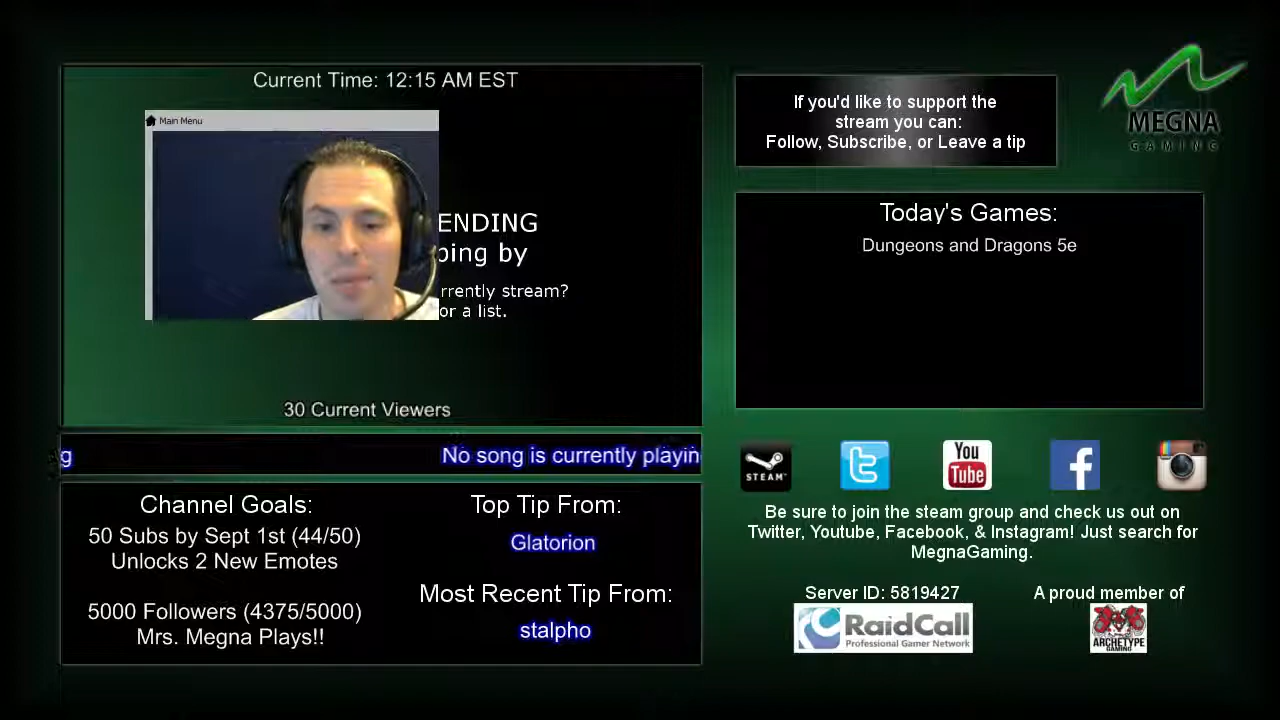 Current Time: 12:15 AM EST
Main Menu
ENDING
ping by
rrently stream?
or a list.
30 Current Viewers
g
No song is currently playin
Channel Goals:
50 Subs by Sept 1st (44/50)
Unlocks 2 New Emotes
5000 Followers (4375/5000)
Mrs. Megna Plays!!
Top Tip From:
Glatorion
Most Recent Tip From:
stalpho
If you'd like to support the
stream you can:
Follow, Subscribe, or Leave a tip
MEGNA
GAMING
Today's Games:
Dungeons and Dragons 5e
STEAM
You
Tube
Be sure to join the steam group and check us out on
Twitter, Youtube, Facebook, & Instagram! Just search for
MegnaGaming.
Server ID: 5819427
RaidCall
Professional Gamer Network
A proud member of
ARCHETYPE
GAMING